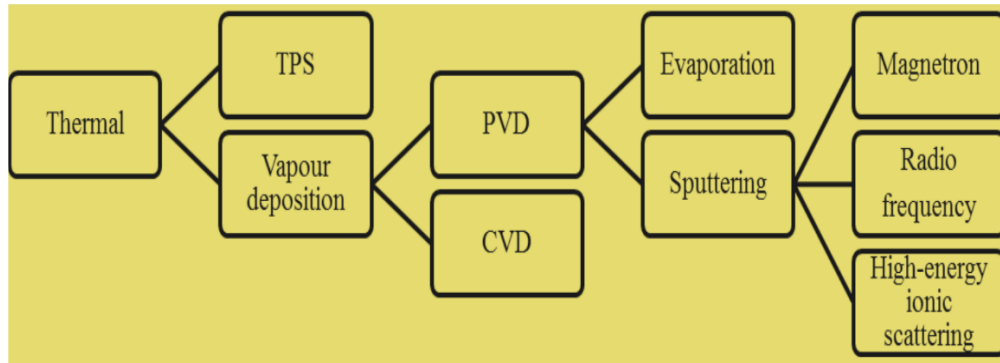 Thermal
TPS
Vapour
deposition
PVD
CVD
Evaporation
Sputtering
Magnetron
Radio
frequency
High-energy
ionic
scattering